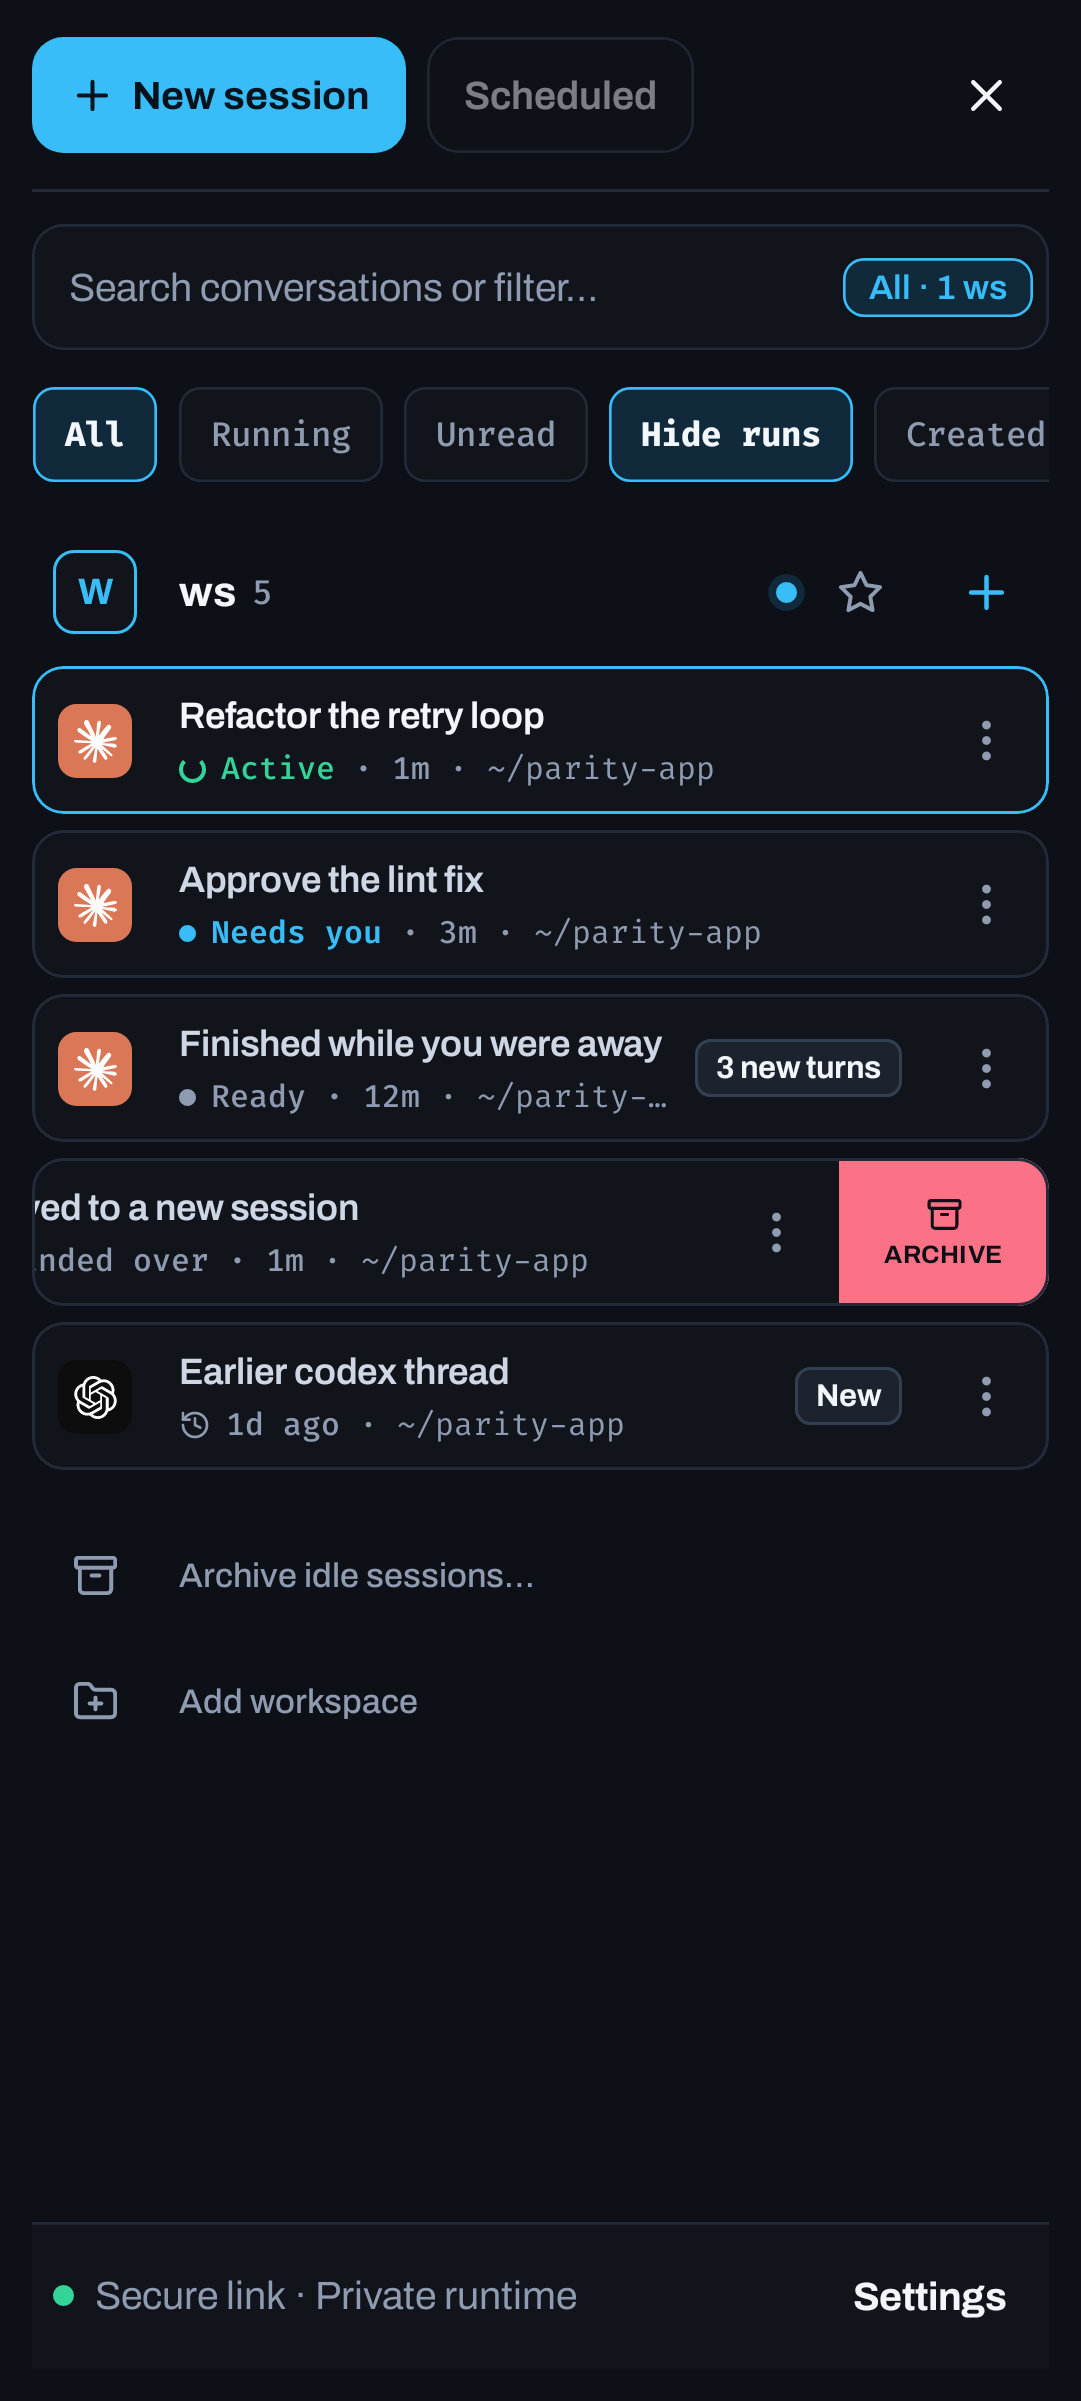 New session
Scheduled
Search conversations or filter...
All · 1 ws
All
Running
Unread
Hide runs
Created
W
ws 5
Refactor the retry loop
Active · 1m · ~/parity-app
Approve the lint fix
Needs you · 3m · ~/parity-app
Finished while you were away
3 new turns
Ready · 12m · ~/parity-…
ved to a new session
nded over · 1m · ~/parity-app
ARCHIVE
Earlier codex thread
New
1d ago · ~/parity-app
Archive idle sessions...
Add workspace
Secure link · Private runtime
Settings